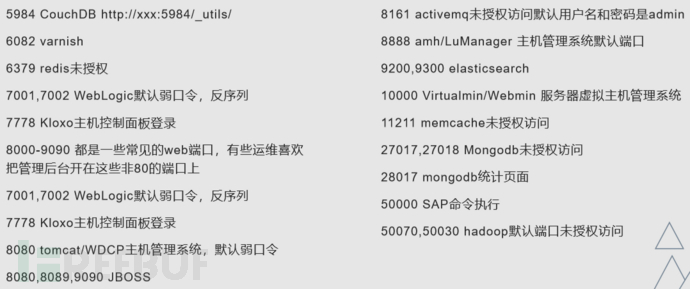 5984 CouchDB http://xxx:5984/_utils/
6082 varnish
6379 redis未授权
7001,7002 WebLogic默认弱口令，反序列
7778 Kloxo主机控制面板登录
8000-9090 都是一些常见的web端口，有些运维喜欢
把管理后台开在这些非80的端口上
7001,7002 WebLogic默认弱口令，反序列
7778 Kloxo主机控制面板登录
8080 tomcat/WDCP主机管理系统，默认弱口令
8080,8089,9090 JBOSS
8161 activemq未授权访问默认用户名和密码是admin
8888 amh/LuManager 主机管理系统默认端口
9200,9300 elasticsearch
10000 Virtualmin/Webmin 服务器虚拟主机管理系统
11211 memcache未授权访问
27017,27018 Mongodb未授权访问
28017 mongodb统计页面
50000 SAP命令执行
50070,50030 hadoop默认端口未授权访问
FREEBUF